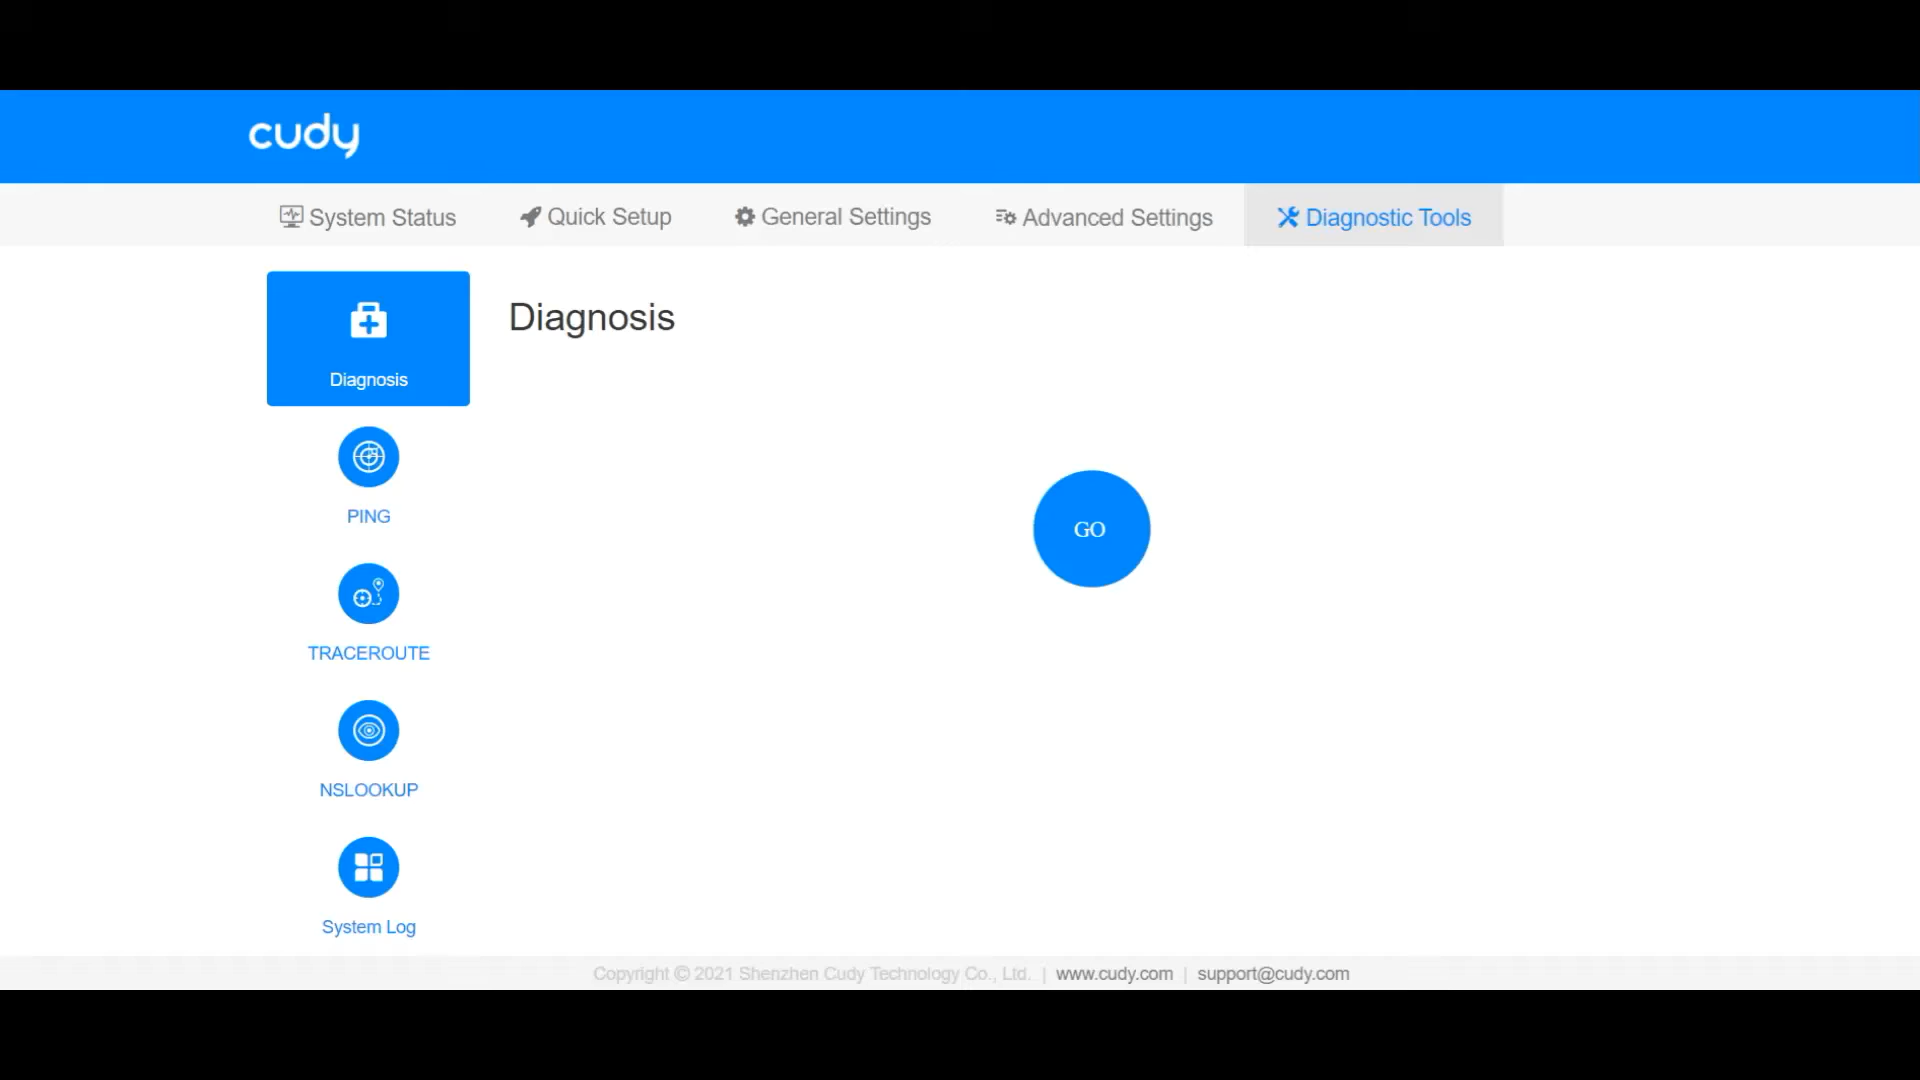 cudy
System Status
Quick Setup
General Settings
Advanced Settings
Diagnostic Tools
Diagnosis
Diagnosis
PING
GO
TRACEROUTE
NSLOOKUP
System Log
Copyright © 2021 Shenzhen Cudy Technology Co., Ltd. | www.cudy.com | support@cudy.com